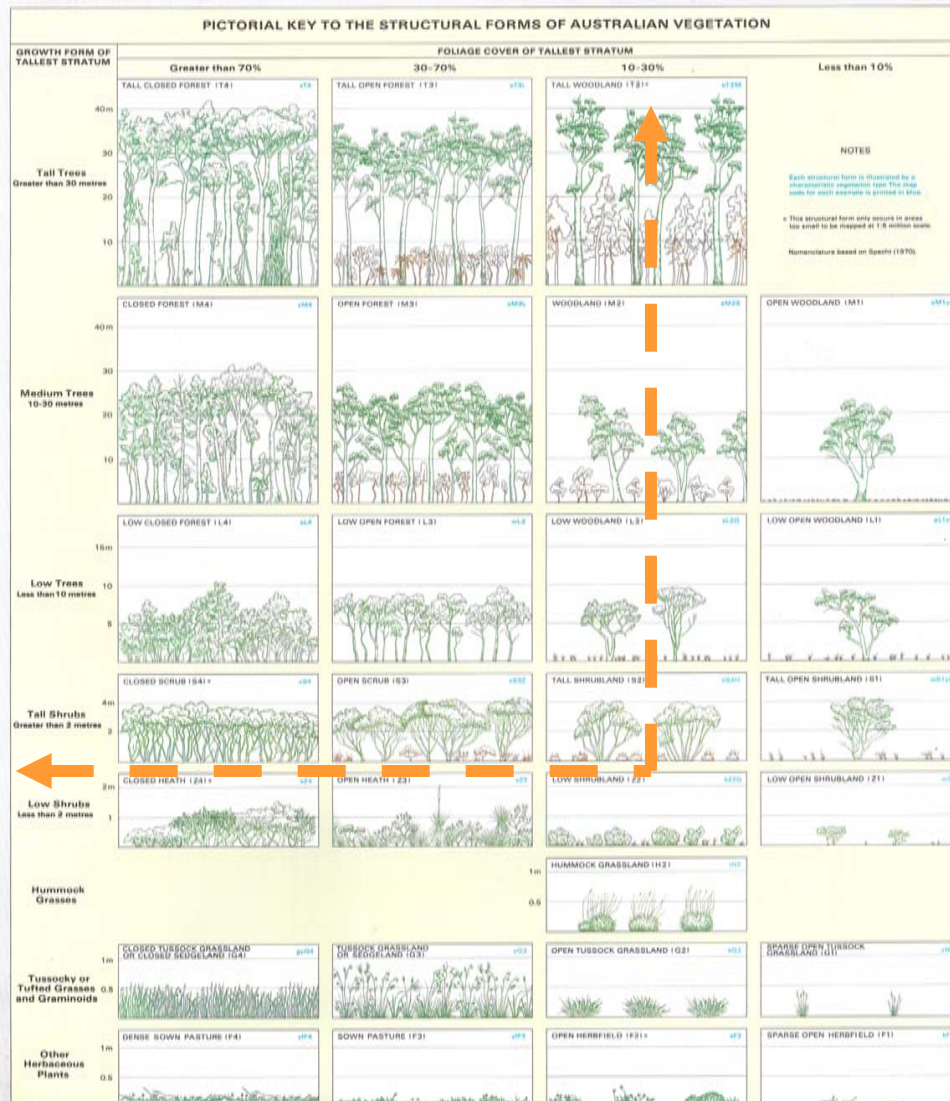 PICTORIAL KEY TO THE STRUCTURAL FORMS OF AUSTRALIAN VEGETATION
GROWTH FORM OF
TALLEST STRATUM
FOLIAGE COVER OF TALLEST STRATUM
Greater than 70%
30-70%
10-30%
Less than 10%
TALL CLOSED FOREST (T4)
TALL OPEN FOREST (T3)
TALL WOODLAND (T2)
40m
30
20
10
Tall Trees
Greater than 30 metres
NOTES
Each structural form is illustrated by a
characteristic vegetation type The map
code for each example is printed in blue.
This structural form only occurs in areas
too small to be mapped at 1:5 million scale.
Nomenclature based on Specht (1970).
CLOSED FOREST (M4)
OPEN FOREST (M3)
WOODLAND (M2)
OPEN WOODLAND (M1)
40m
30
20
10
Medium Trees
10-30 metres
LOW CLOSED FOREST (L4)
LOW OPEN FOREST (L3)
LOW WOODLAND (L2)
LOW OPEN WOODLAND (L1)
15m
10
5
Low Trees
Less than 10 metres
CLOSED SCRUB (S4)
OPEN SCRUB (S3)
TALL SHRUBLAND (S2)
TALL OPEN SHRUBLAND (S1)
4m
2
Tall Shrubs
Greater than 2 metres
CLOSED HEATH (Z4)
OPEN HEATH (Z3)
LOW SHRUBLAND (Z2)
LOW OPEN SHRUBLAND (Z1)
2m
1
Low Shrubs
Less than 2 metres
HUMMOCK GRASSLAND (H2)
1m
0.5
Hummock
Grasses
CLOSED TUSSOCK GRASSLAND
OR CLOSED SEDGELAND (G4)
TUSSOCK GRASSLAND
OR SEDGELAND (G3)
OPEN TUSSOCK GRASSLAND (G2)
SPARSE OPEN TUSSOCK
GRASSLAND (G1)
1m
0.5
Tussocky or
Tufted Grasses
and Graminoids
DENSE SOWN PASTURE (F4)
SOWN PASTURE (F3)
OPEN HERBFIELD (F2)
SPARSE OPEN HERBFIELD (F1)
1m
0.5
Other
Herbaceous
Plants